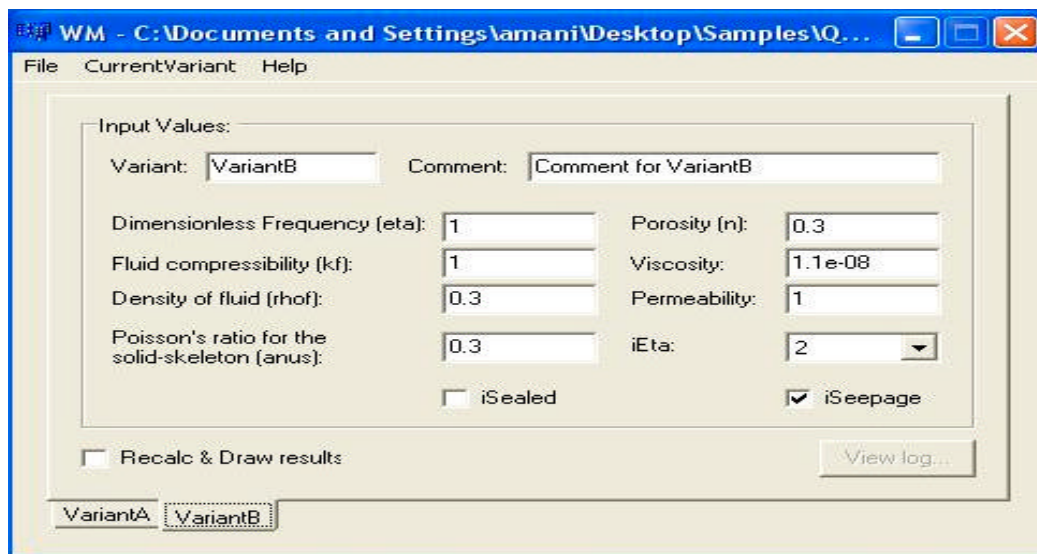 WM - C:\Documents and Settings\amani\Desktop\Samples\Q...
File CurrentVariant Help
Input Values:
Variant: VariantB Comment: Comment for VariantB
Dimensionless Frequency (eta): 1 Porosity (n): 0.3
Fluid compressibility (kf): 1 Viscosity: 1.1e-08
Density of fluid (rhof): 0.3 Permeability: 1
Poisson's ratio for the
solid-skeleton (anus): 0.3 iEta: 2
iSealed iSeepage
Recalc & Draw results View log...
VariantA VariantB